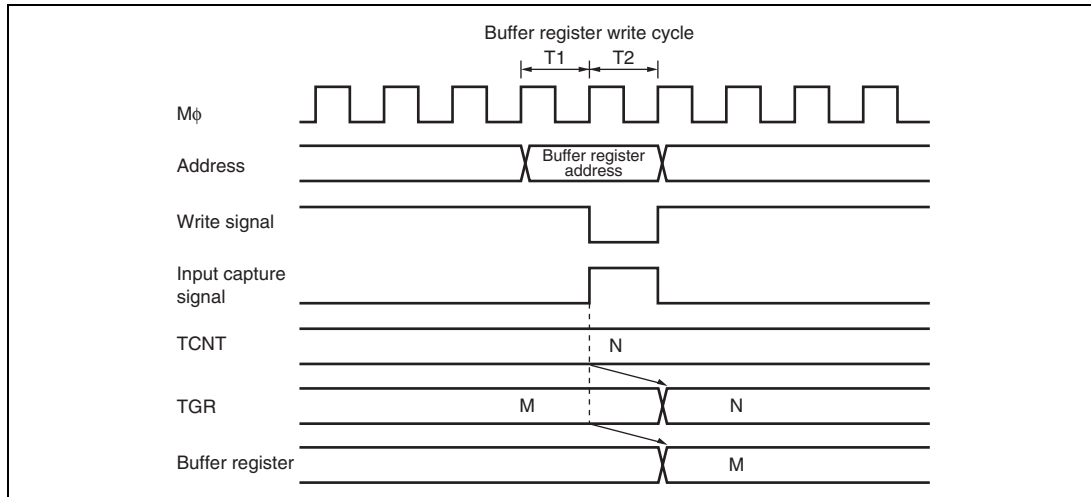 Buffer register write cycle
T1 T2
Mφ
Address
Buffer register
address
Write signal
Input capture
signal
TCNT
N
TGR
M N
Buffer register
M